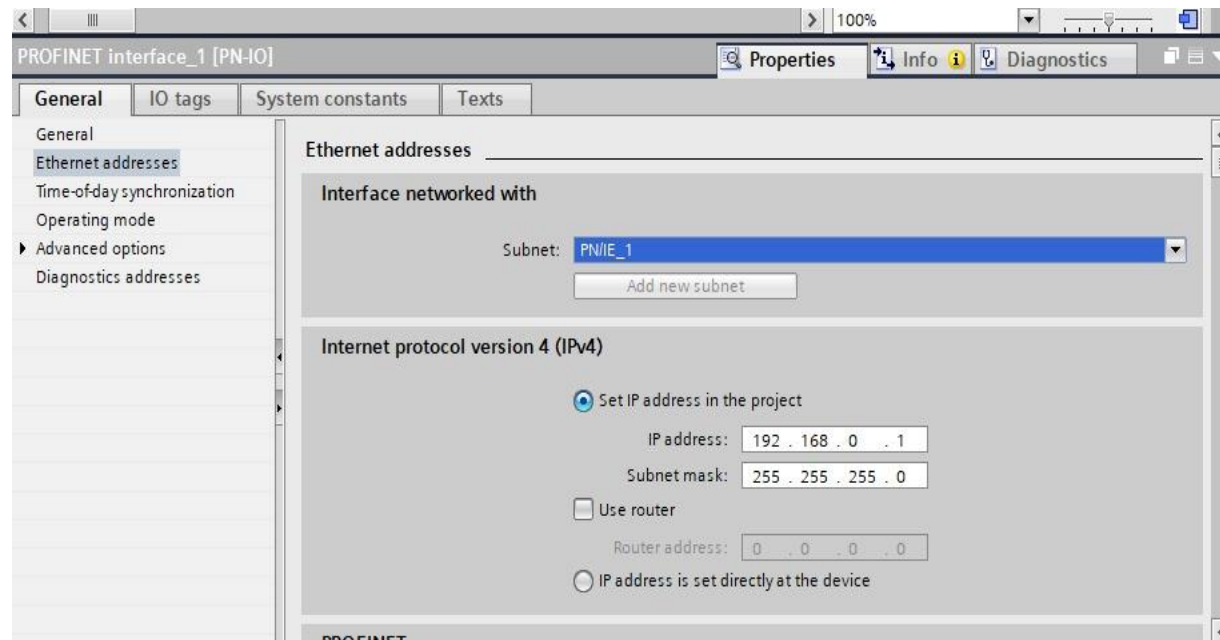 100%
PROFINET interface_1 [PN-IO]
Properties
Info
Diagnostics
General
IO tags
System constants
Texts
General
Ethernet addresses
Time-of-day synchronization
Operating mode
Advanced options
Diagnostics addresses
Ethernet addresses
Interface networked with
Subnet: PN/IE_1
Add new subnet
Internet protocol version 4 (IPv4)
Set IP address in the project
IP address: 192 . 168 . 0 . 1
Subnet mask: 255 . 255 . 255 . 0
Use router
Router address: 0 . 0 . 0 . 0
IP address is set directly at the device
PROFINET